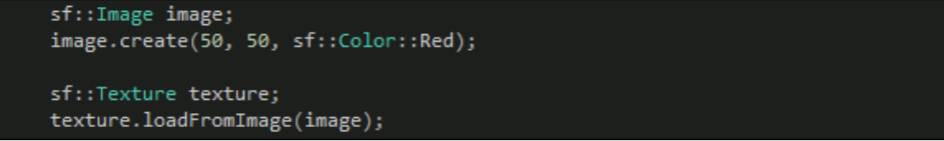 sf::Image image;
image.create(50, 50, sf::Color::Red);
sf::Texture texture;
texture.loadFromImage(image);